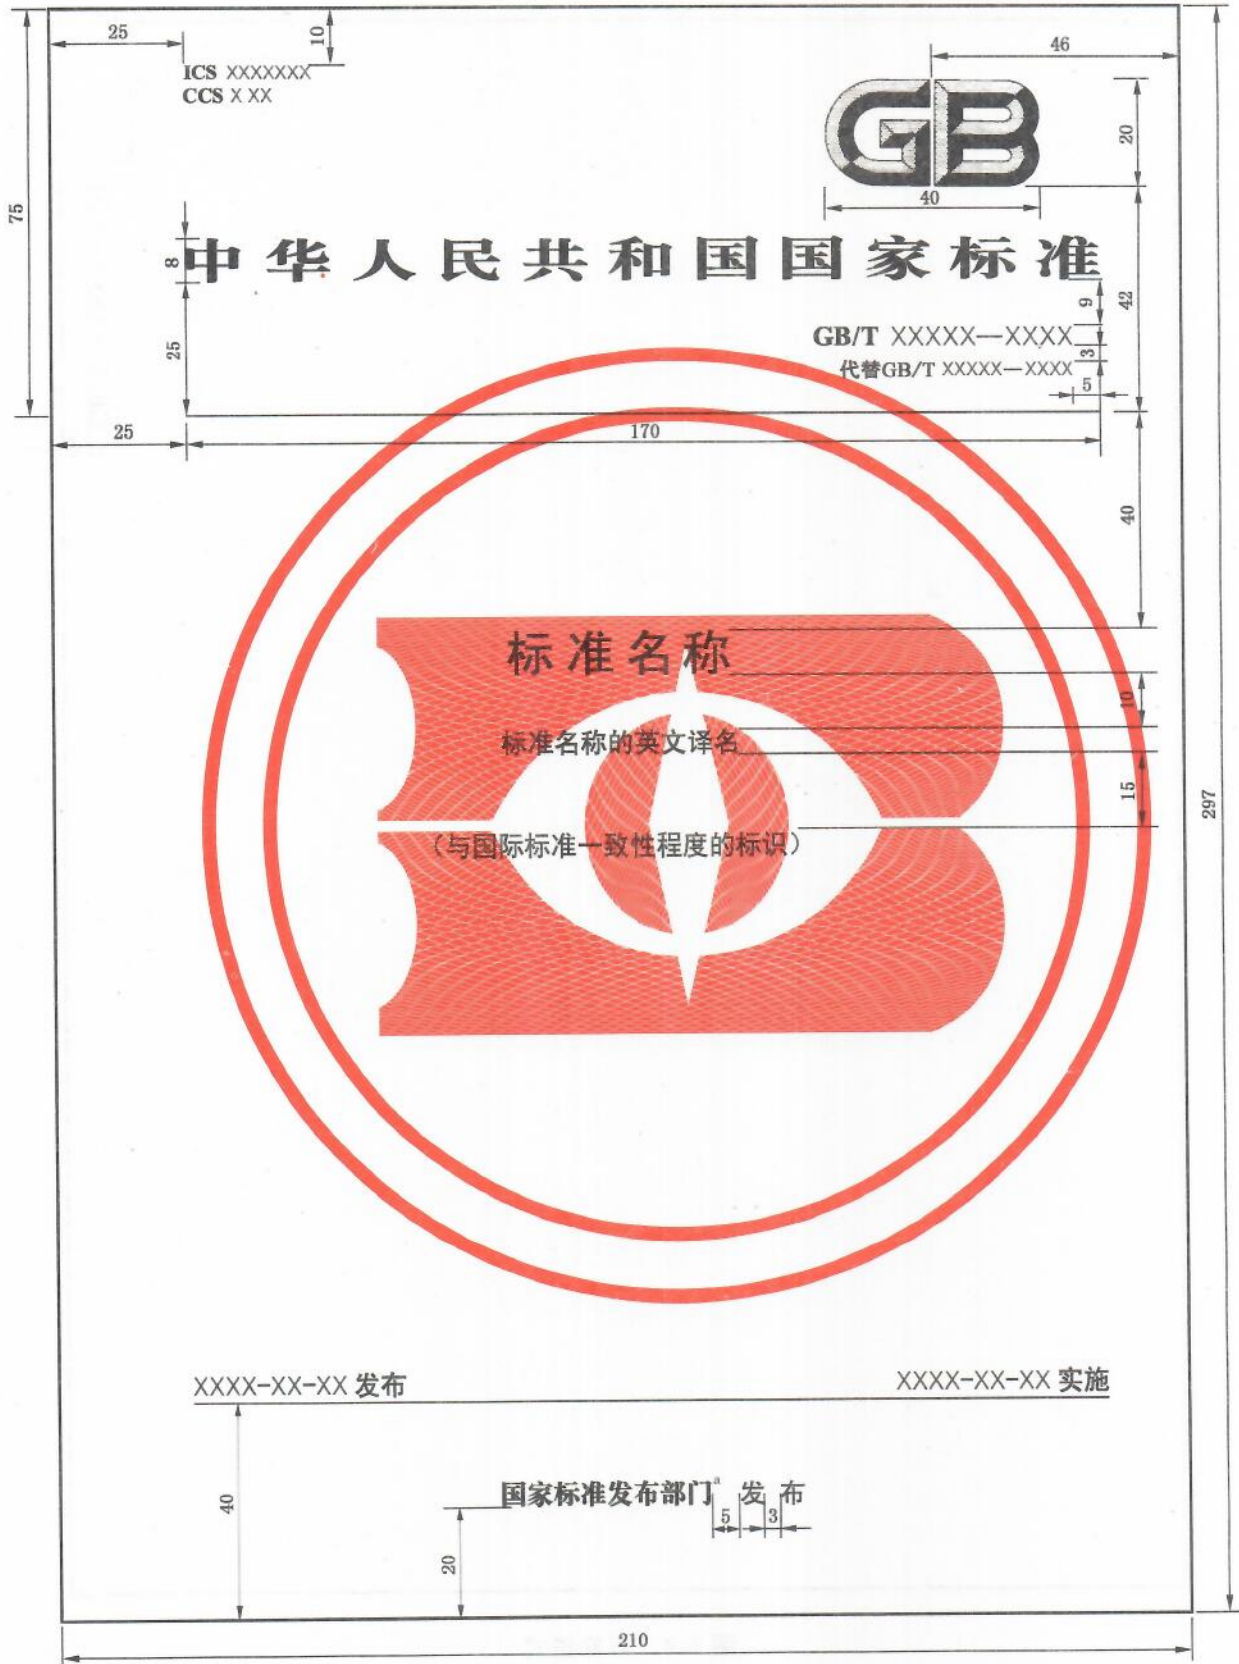 25
10
46
ICS XXXXXXX
CCS X XX
GB
20
40
75
8
中华人民共和国国家标准
9
42
GB/T XXXXX—XXXX
25
3
代替GB/T XXXXX—XXXX
5
25
170
40
标准名称
10
标准名称的英文译名
15
297
（与国际标准一致性程度的标识）
XXXX-XX-XX 发布
XXXX-XX-XX 实施
国家标准发布部门a 发布
40
5
3
20
210